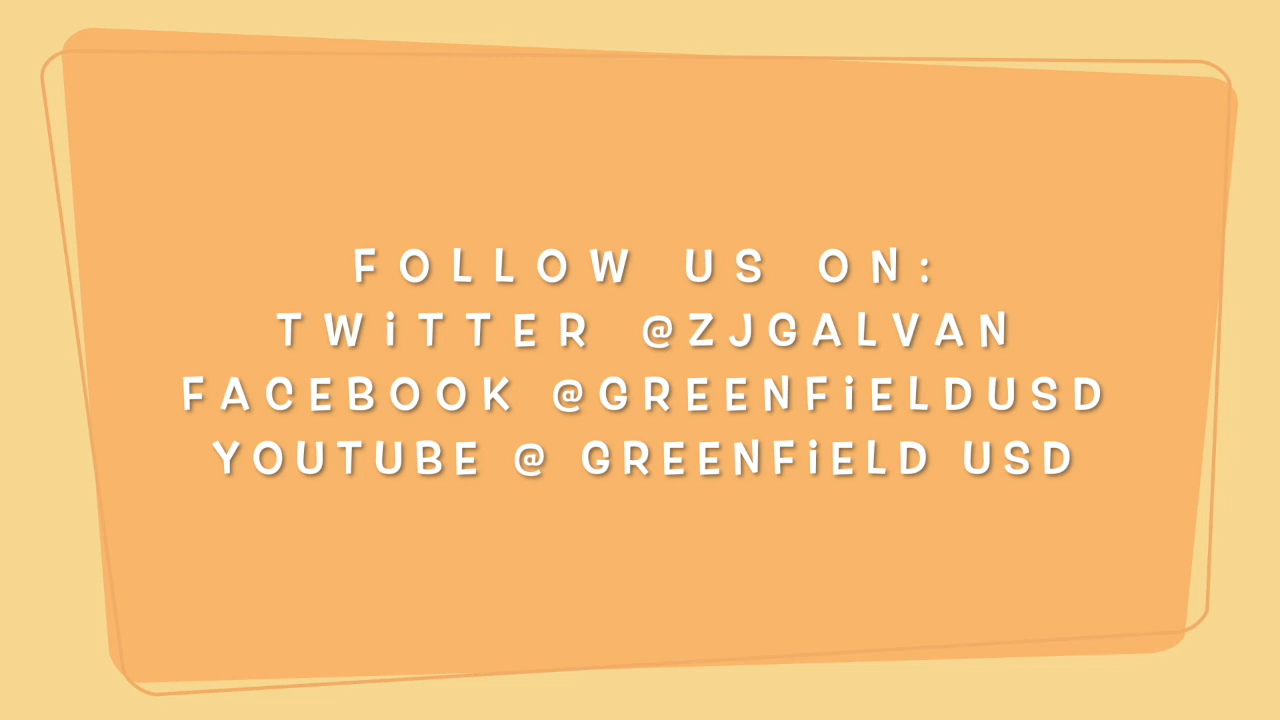 FOLLOW US ON:
TWiTTER @ZJGALVAN
FACEBOOK @GREENFiELDUSD
YOUTUBE @ GREENFiELD USD